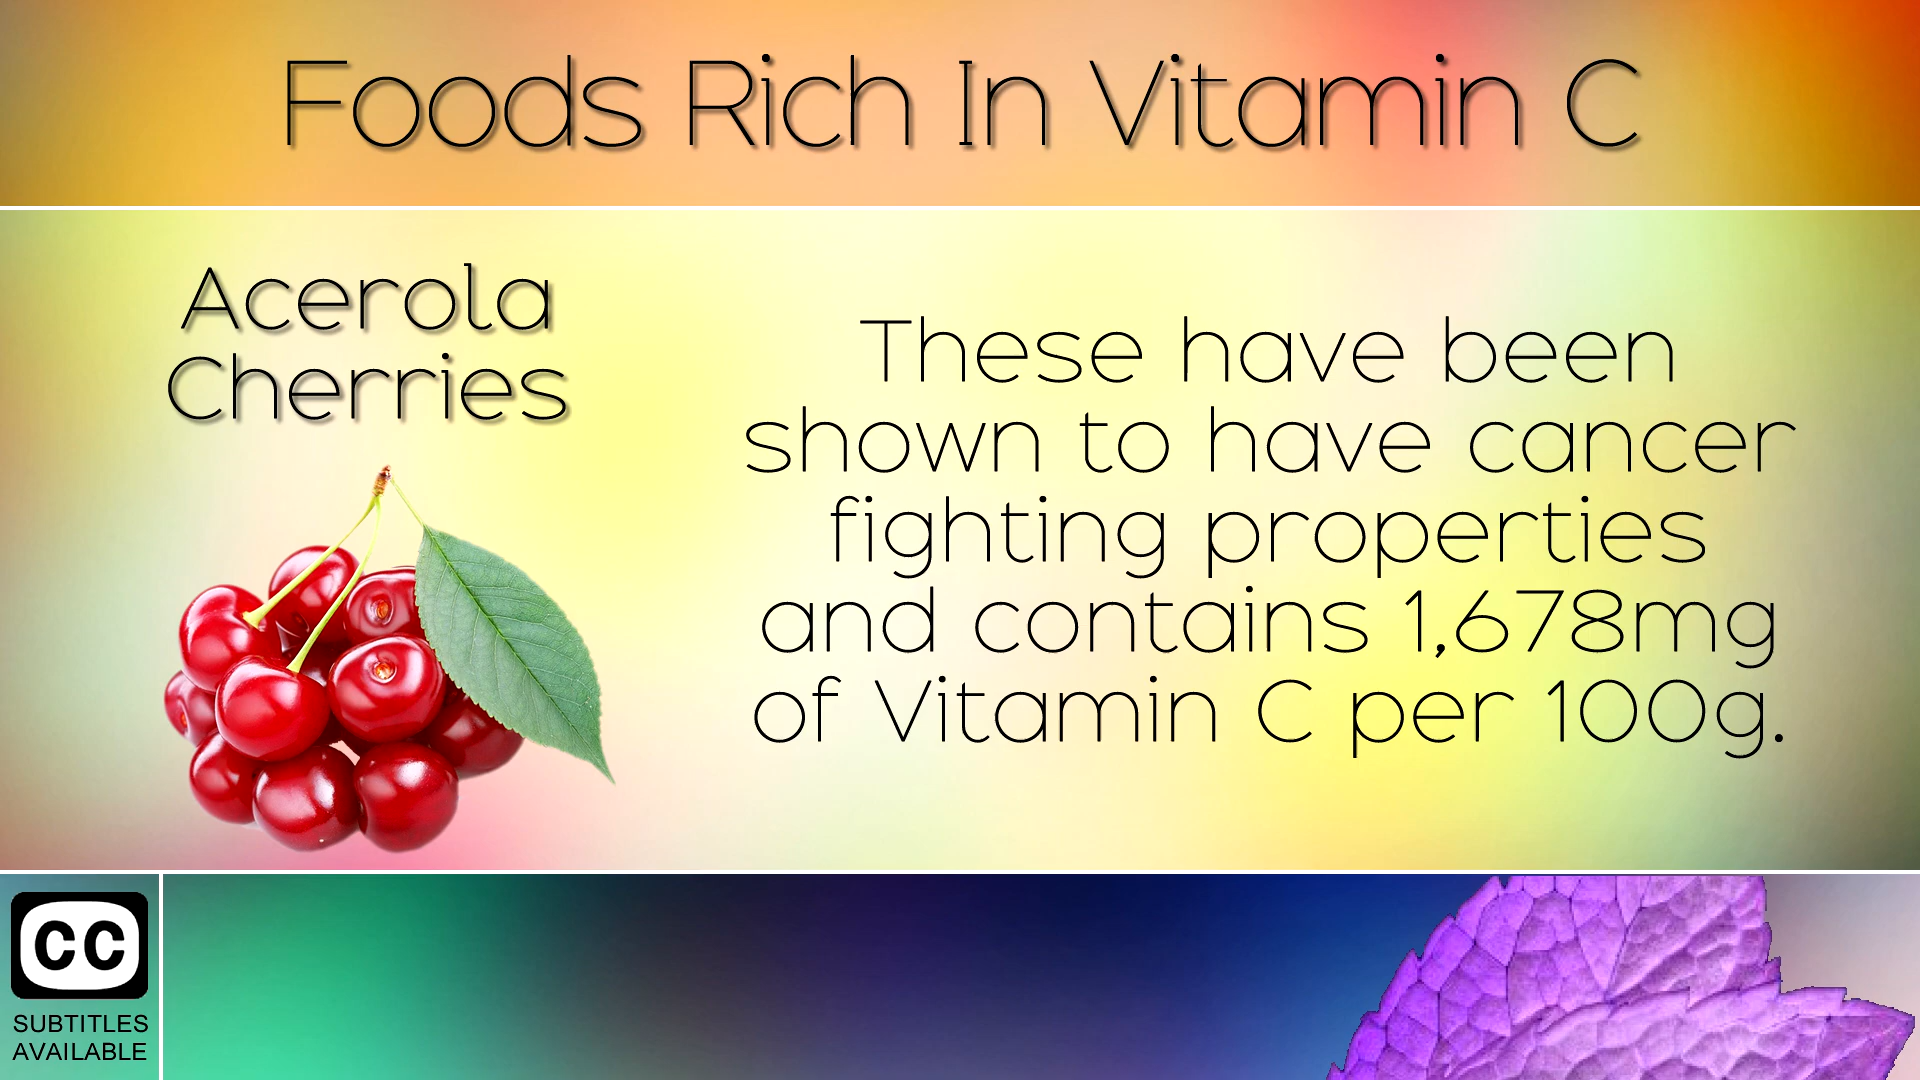 Foods Rich In Vitamin C
Acerola
Cherries
These have been
shown to have cancer
fighting properties
and contains 1,678mg
of Vitamin C per 100g.
CC
SUBTITLES
AVAILABLE